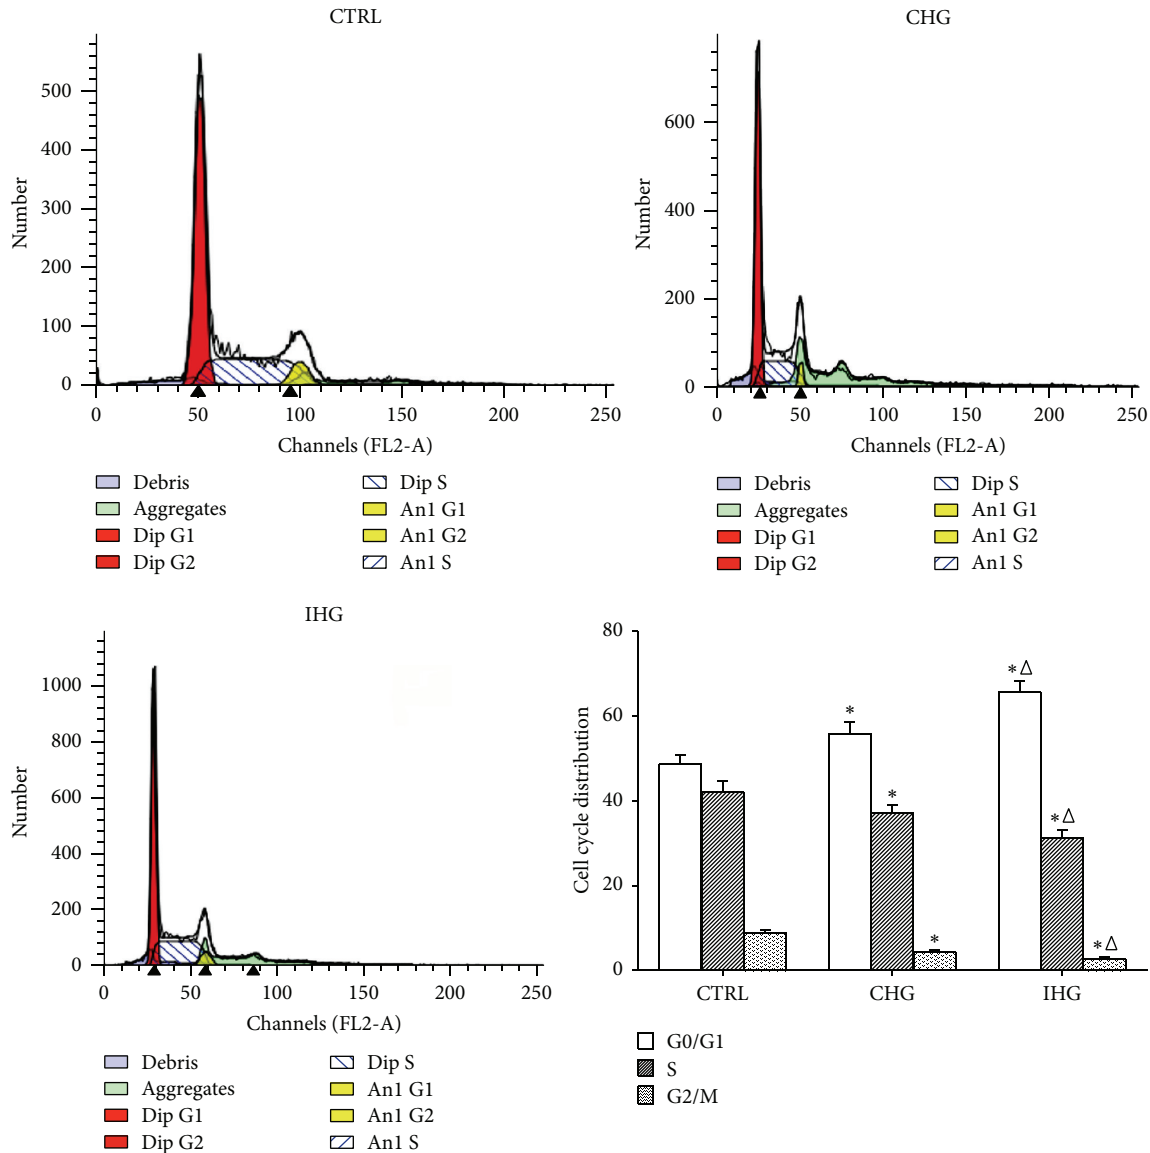 CTRL
Number
500
400
300
200
100
0
0 50 100 150 200 250
Channels (FL2-A)
Debris
Aggregates
Dip G1
Dip G2
Dip S
An1 G1
An1 G2
An1 S
CHG
Number
600
400
200
0
0 50 100 150 200 250
Channels (FL2-A)
Debris
Aggregates
Dip G1
Dip G2
Dip S
An1 G1
An1 G2
An1 S
IHG
Number
1000
800
600
400
200
0
0 50 100 150 200 250
Channels (FL2-A)
Debris
Aggregates
Dip G1
Dip G2
Dip S
An1 G1
An1 G2
An1 S
Cell cycle distribution
80
60
40
20
0
*
*
*
*Δ
*Δ
*Δ
CTRL CHG IHG
G0/G1
S
G2/M